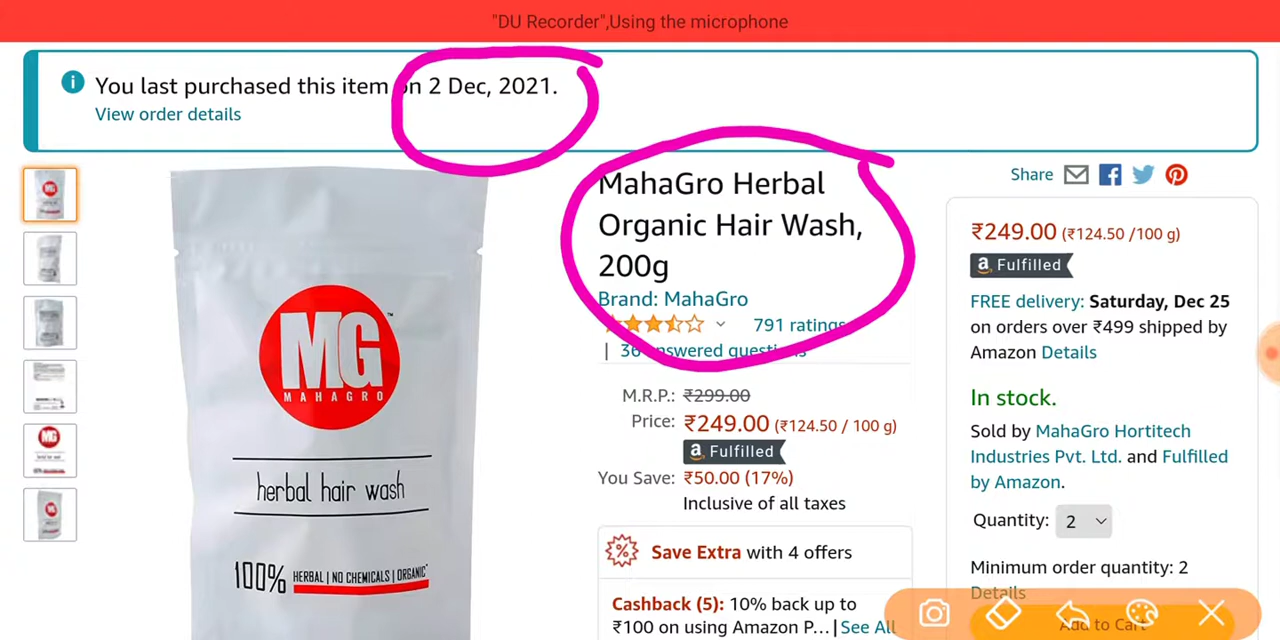 "DU Recorder",Using the microphone
You last purchased this item on 2 Dec, 2021.
View order details
MG
MAHAGRO
herbal hair wash
100% HERBAL | NO CHEMICALS | ORGANIC*
MahaGro Herbal
Organic Hair Wash,
200g
Brand: MahaGro
791 ratings
| 36 answered questions
M.R.P.: ₹299.00
Price: ₹249.00 (₹124.50 / 100 g)
a Fulfilled
You Save: ₹50.00 (17%)
Inclusive of all taxes
Save Extra with 4 offers
Cashback (5): 10% back up to
₹100 on using Amazon P... | See All
Share
₹249.00 (₹124.50 /100 g)
a Fulfilled
FREE delivery: Saturday, Dec 25
on orders over ₹499 shipped by
Amazon Details
In stock.
Sold by MahaGro Hortitech
Industries Pvt. Ltd. and Fulfilled
by Amazon.
Quantity: 2
Minimum order quantity: 2
Details
Add to Cart